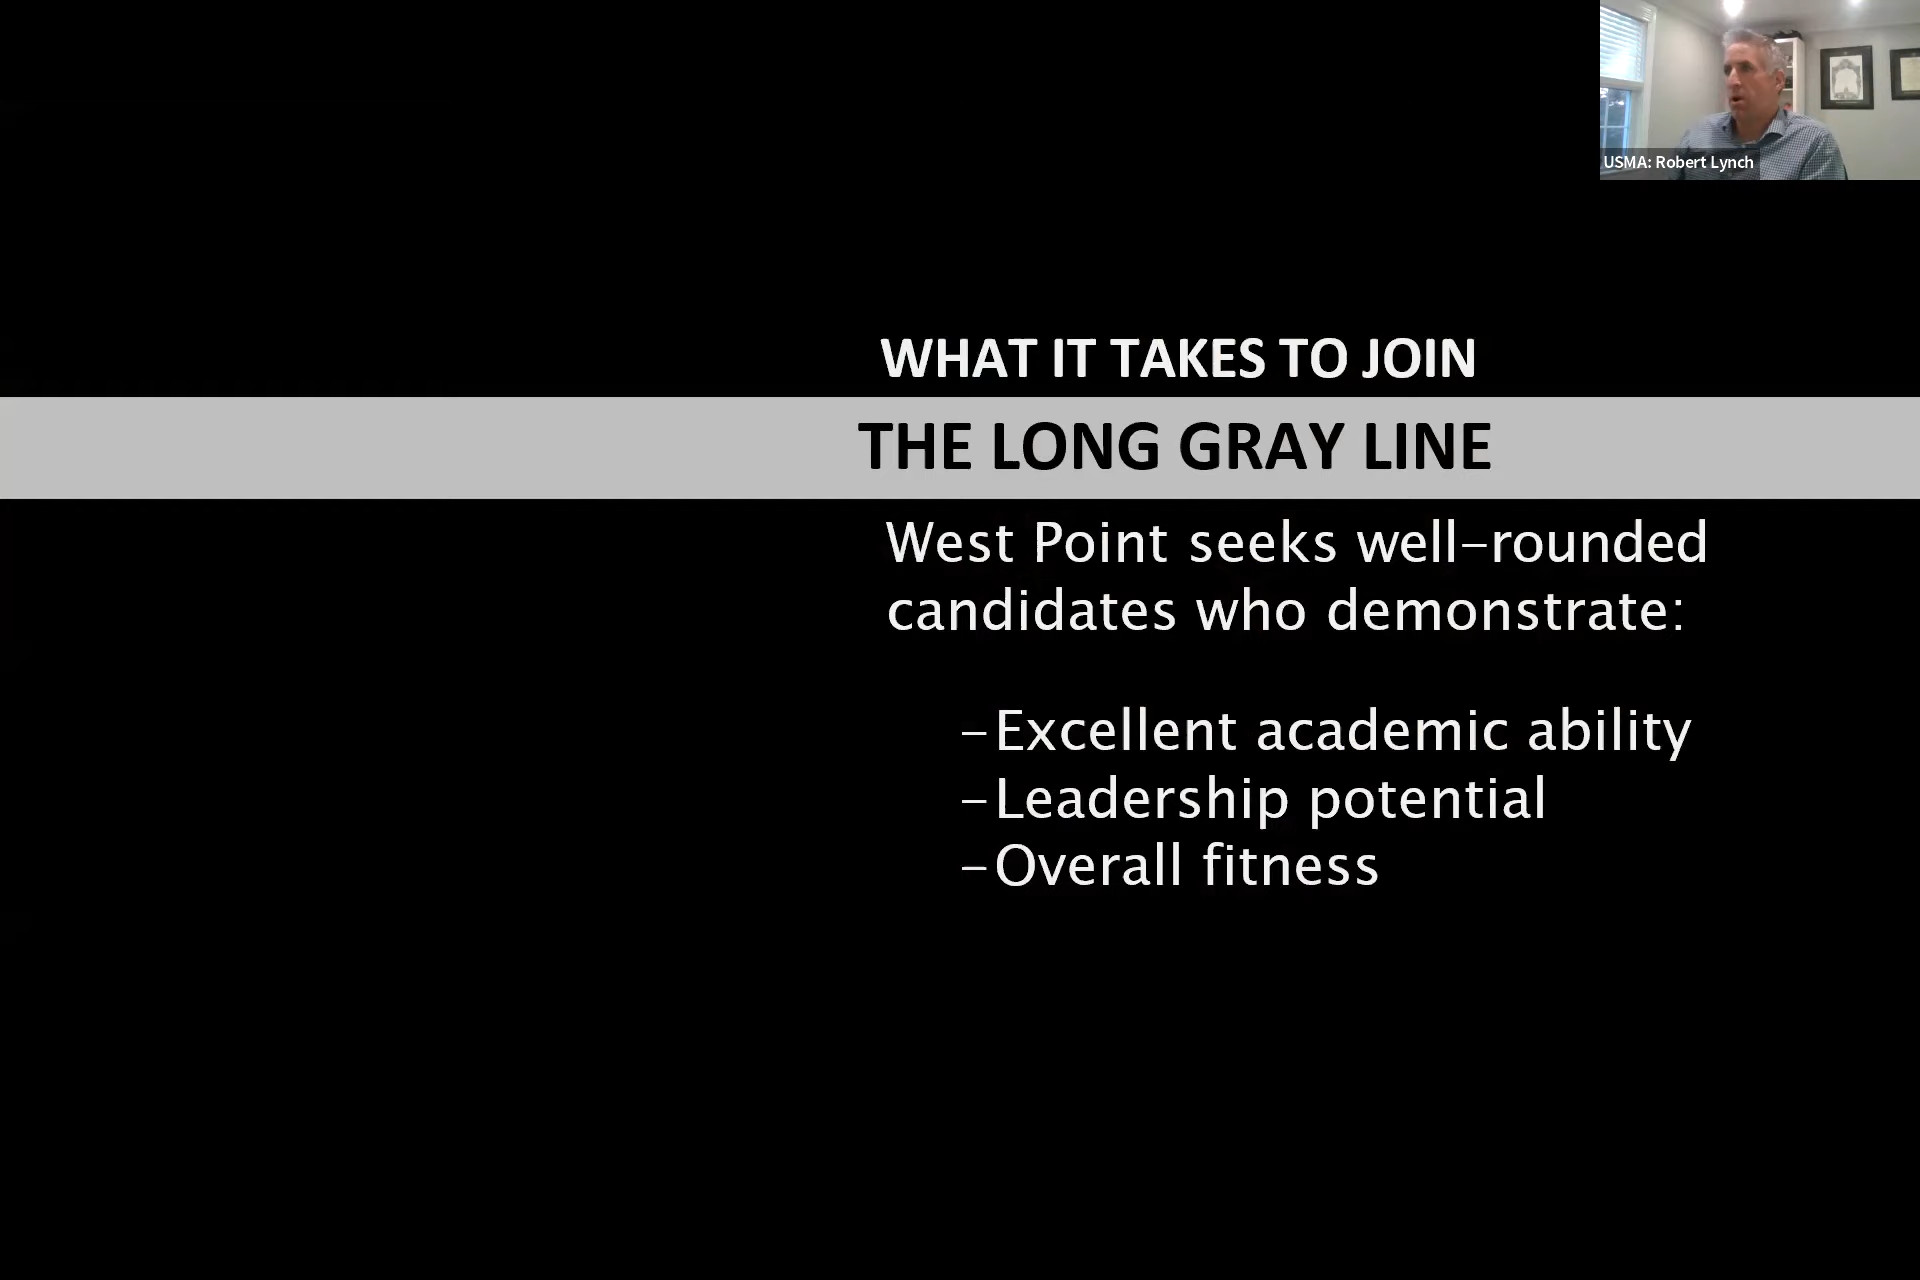 USMA: Robert Lynch
WHAT IT TAKES TO JOIN
THE LONG GRAY LINE
West Point seeks well-rounded
candidates who demonstrate:
-Excellent academic ability
-Leadership potential
-Overall fitness